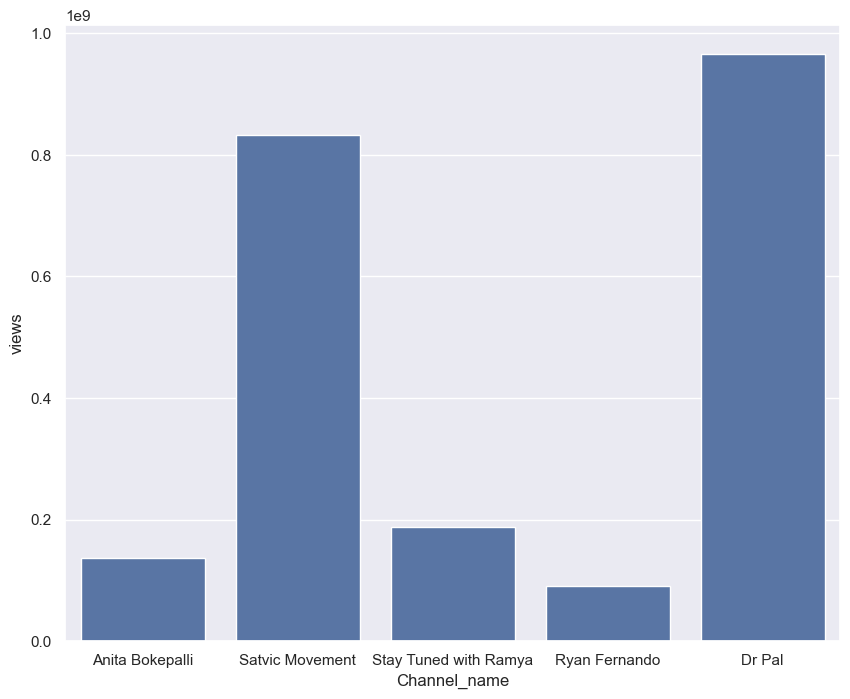 1e9
1.0
0.8
0.6
0.4
0.2
0.0
views
Anita Bokepalli Satvic Movement Stay Tuned with Ramya Ryan Fernando Dr Pal
Channel_name